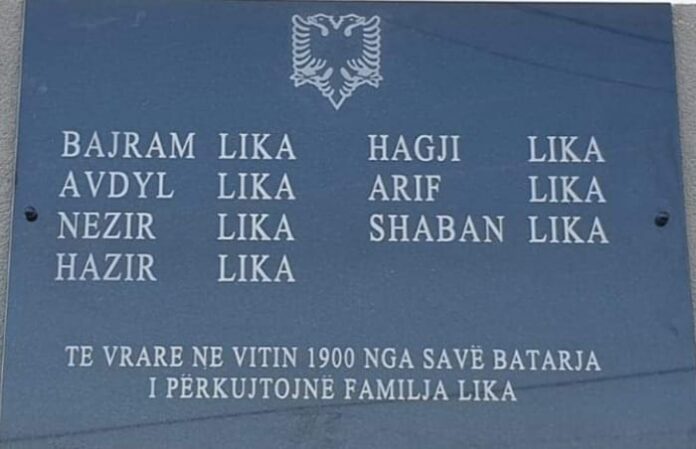 BAJRAM LIKA HAGJI LIKA
AVDYL LIKA ARIF LIKA
NEZIR LIKA SHABAN LIKA
HAZIR LIKA
TE VRARE NE VITIN 1900 NGA SAVË BATARJA
I PËRKUJTOJNË FAMILJA LIKA